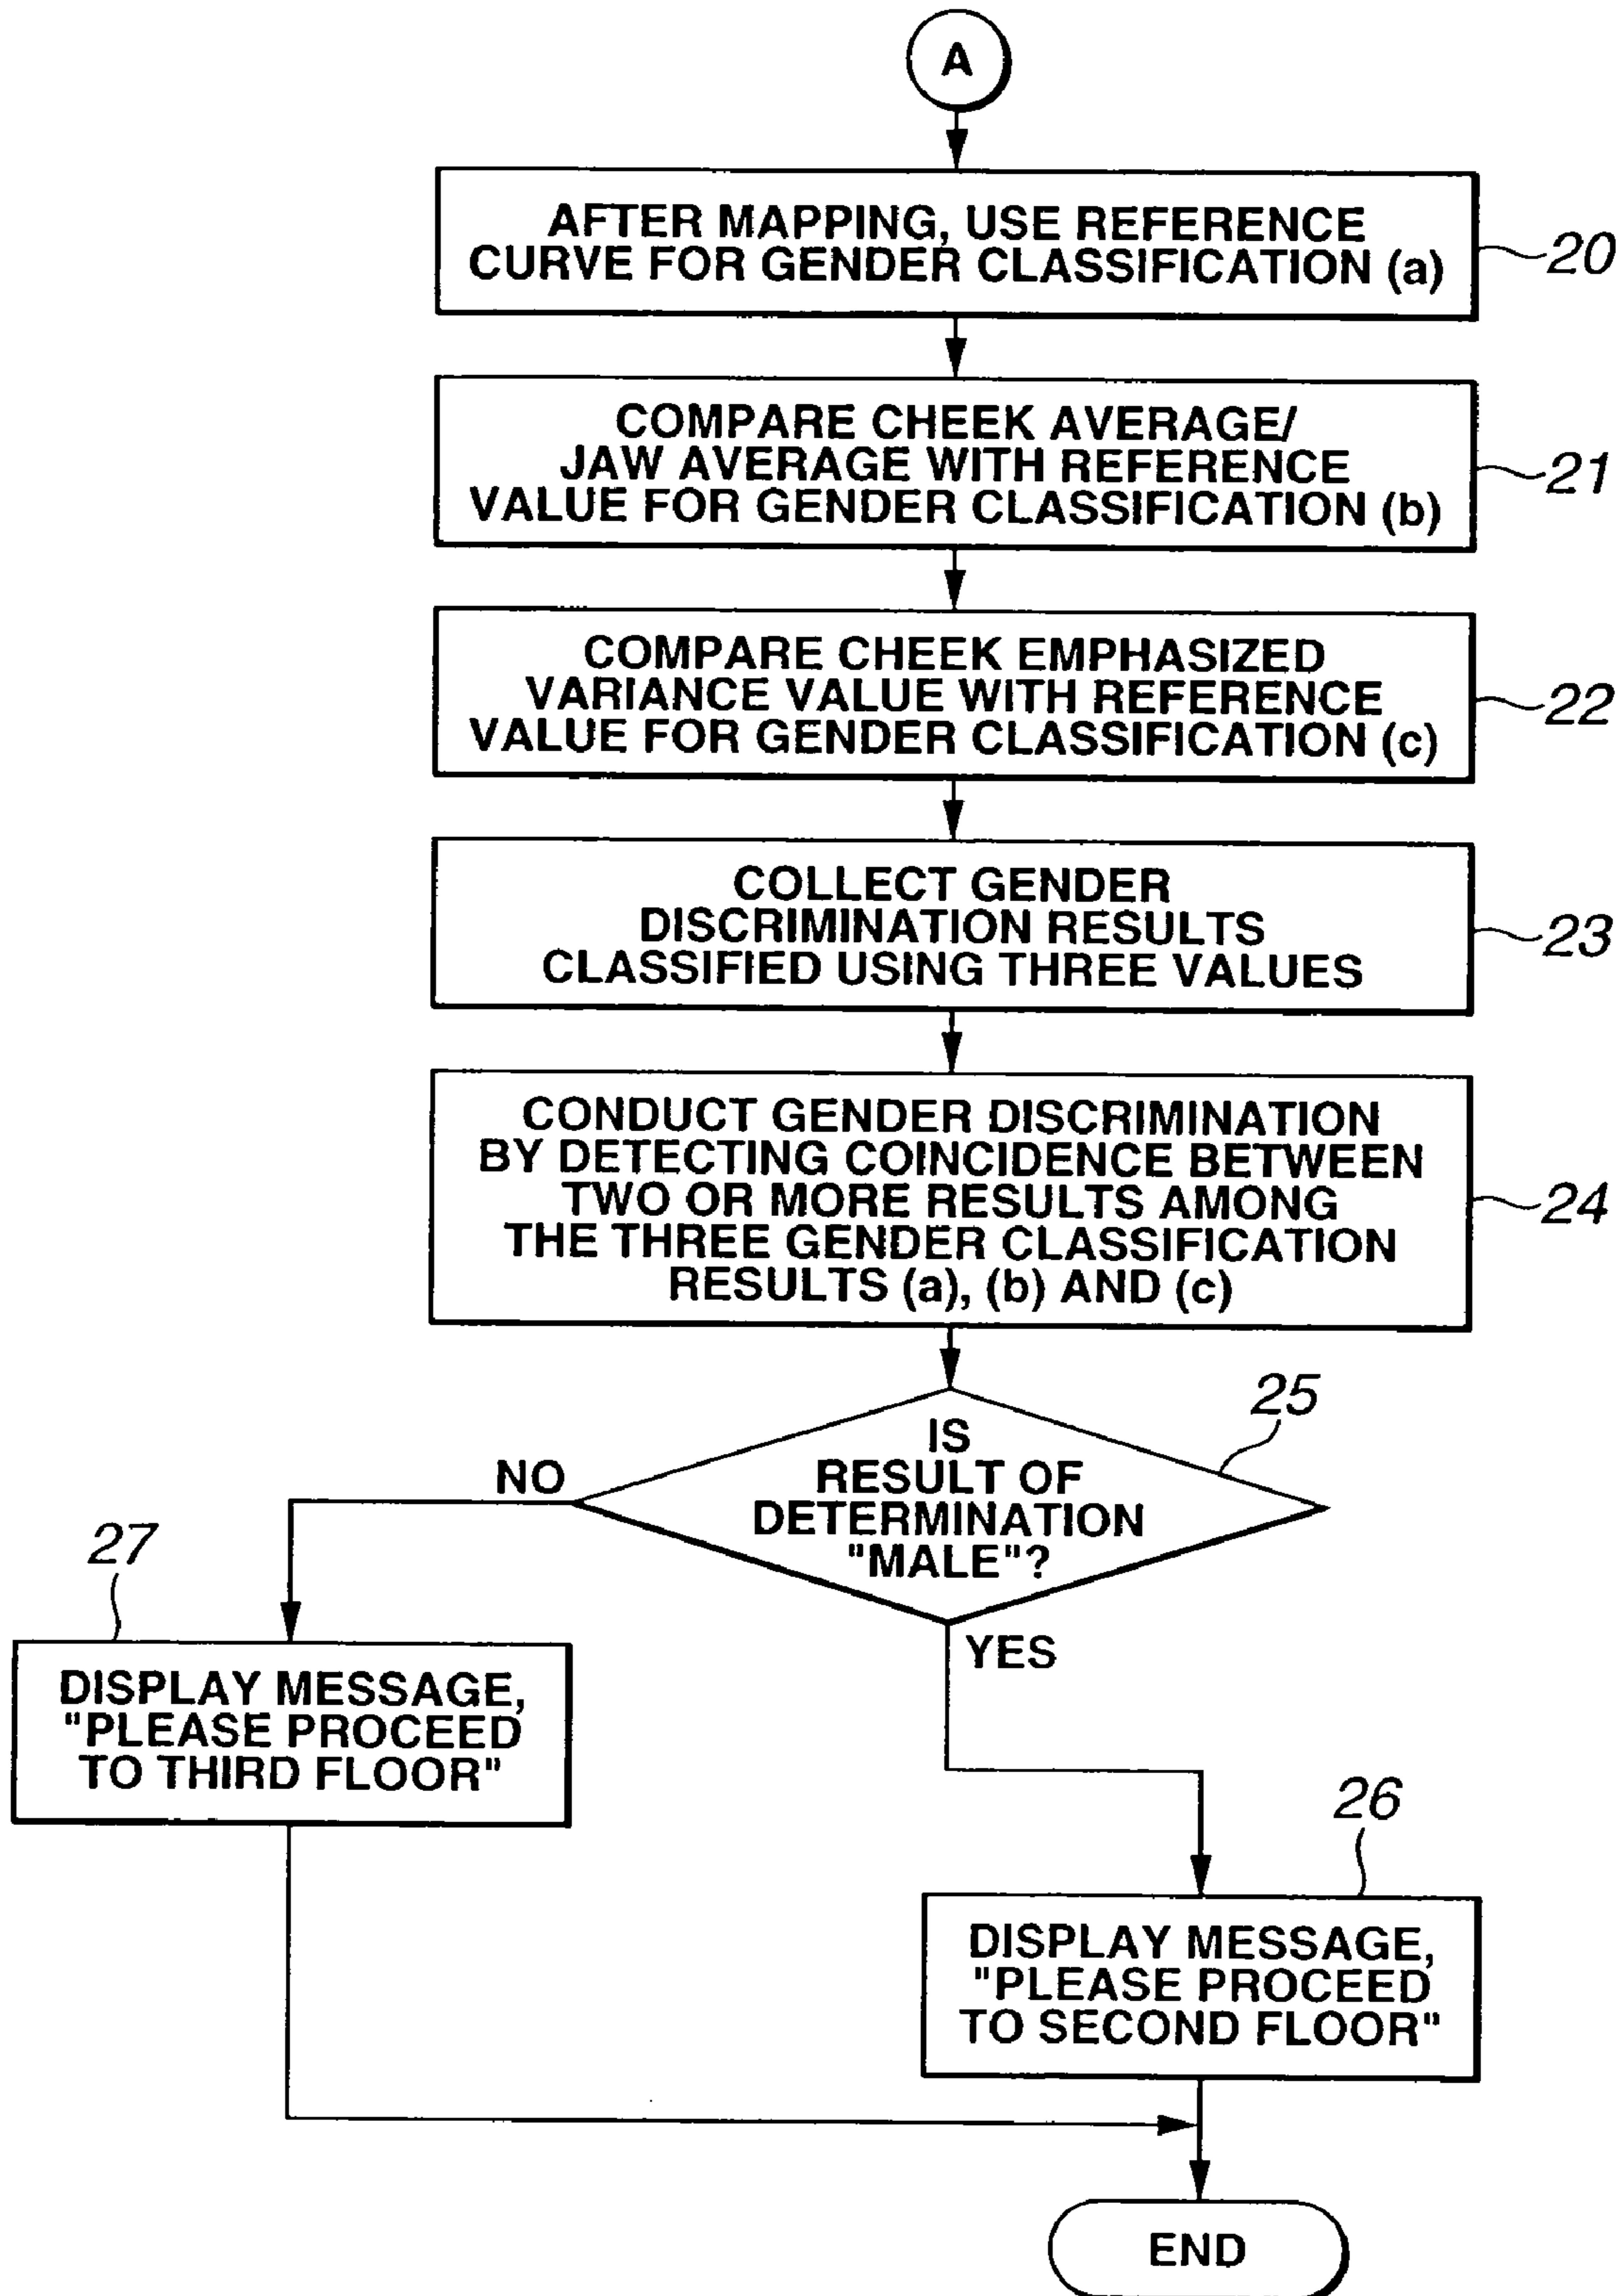 A
AFTER MAPPING, USE REFERENCE
CURVE FOR GENDER CLASSIFICATION (a)
20
COMPARE CHEEK AVERAGE/
JAW AVERAGE WITH REFERENCE
VALUE FOR GENDER CLASSIFICATION (b)
21
COMPARE CHEEK EMPHASIZED
VARIANCE VALUE WITH REFERENCE
VALUE FOR GENDER CLASSIFICATION (c)
22
COLLECT GENDER
DISCRIMINATION RESULTS
CLASSIFIED USING THREE VALUES
23
CONDUCT GENDER DISCRIMINATION
BY DETECTING COINCIDENCE BETWEEN
TWO OR MORE RESULTS AMONG
THE THREE GENDER CLASSIFICATION
RESULTS (a), (b) AND (c)
24
25
IS
RESULT OF
DETERMINATION
"MALE"?
NO
YES
27
DISPLAY MESSAGE,
"PLEASE PROCEED
TO THIRD FLOOR"
26
DISPLAY MESSAGE,
"PLEASE PROCEED
TO SECOND FLOOR"
END